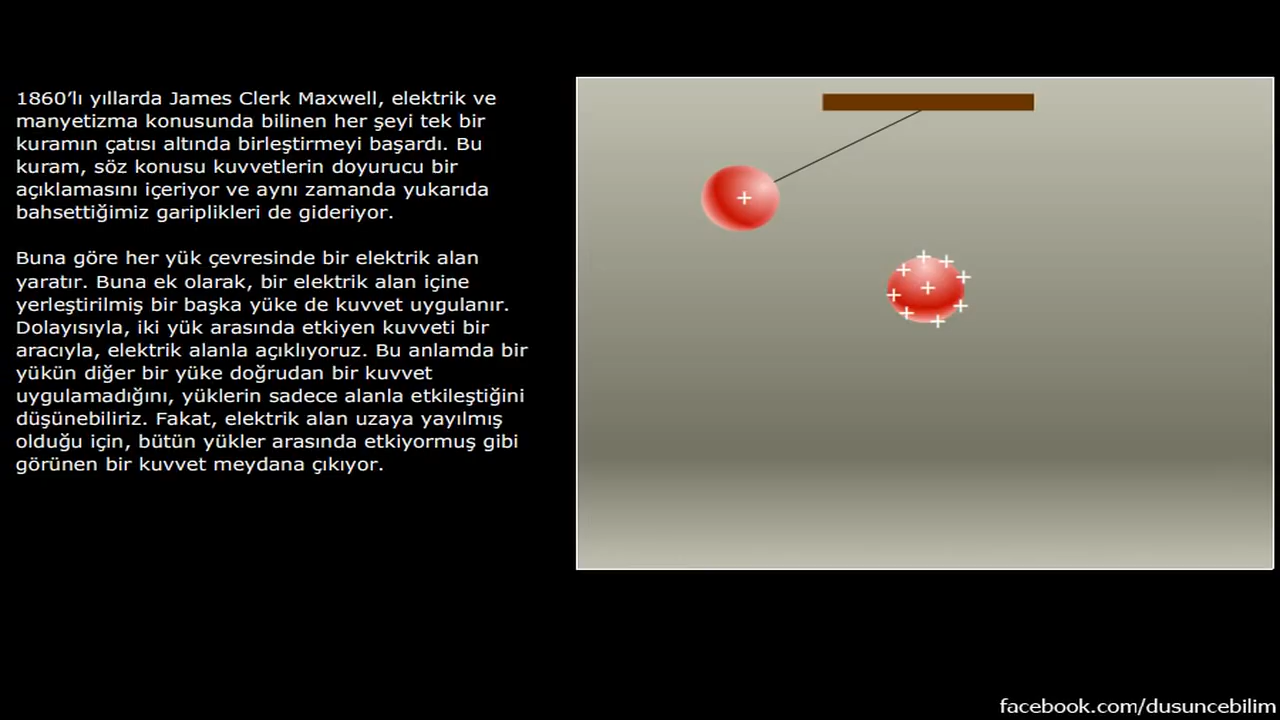 1860’lı yıllarda James Clerk Maxwell, elektrik ve
manyetizma konusunda bilinen her şeyi tek bir
kuramın çatısı altında birleştirmeyi başardı. Bu
kuram, söz konusu kuvvetlerin doyurucu bir
açıklamasını içeriyor ve aynı zamanda yukarıda
bahsettiğimiz gariplikleri de gideriyor.
Buna göre her yük çevresinde bir elektrik alan
yaratır. Buna ek olarak, bir elektrik alan içine
yerleştirilmiş bir başka yüke de kuvvet uygulanır.
Dolayısıyla, iki yük arasında etkiyen kuvveti bir
aracıyla, elektrik alanla açıklıyoruz. Bu anlamda bir
yükün diğer bir yüke doğrudan bir kuvvet
uygulamadığını, yüklerin sadece alanla etkileştiğini
düşünebiliriz. Fakat, elektrik alan uzaya yayılmış
olduğu için, bütün yükler arasında etkiyormuş gibi
görünen bir kuvvet meydana çıkıyor.
facebook.com/dusuncebilim